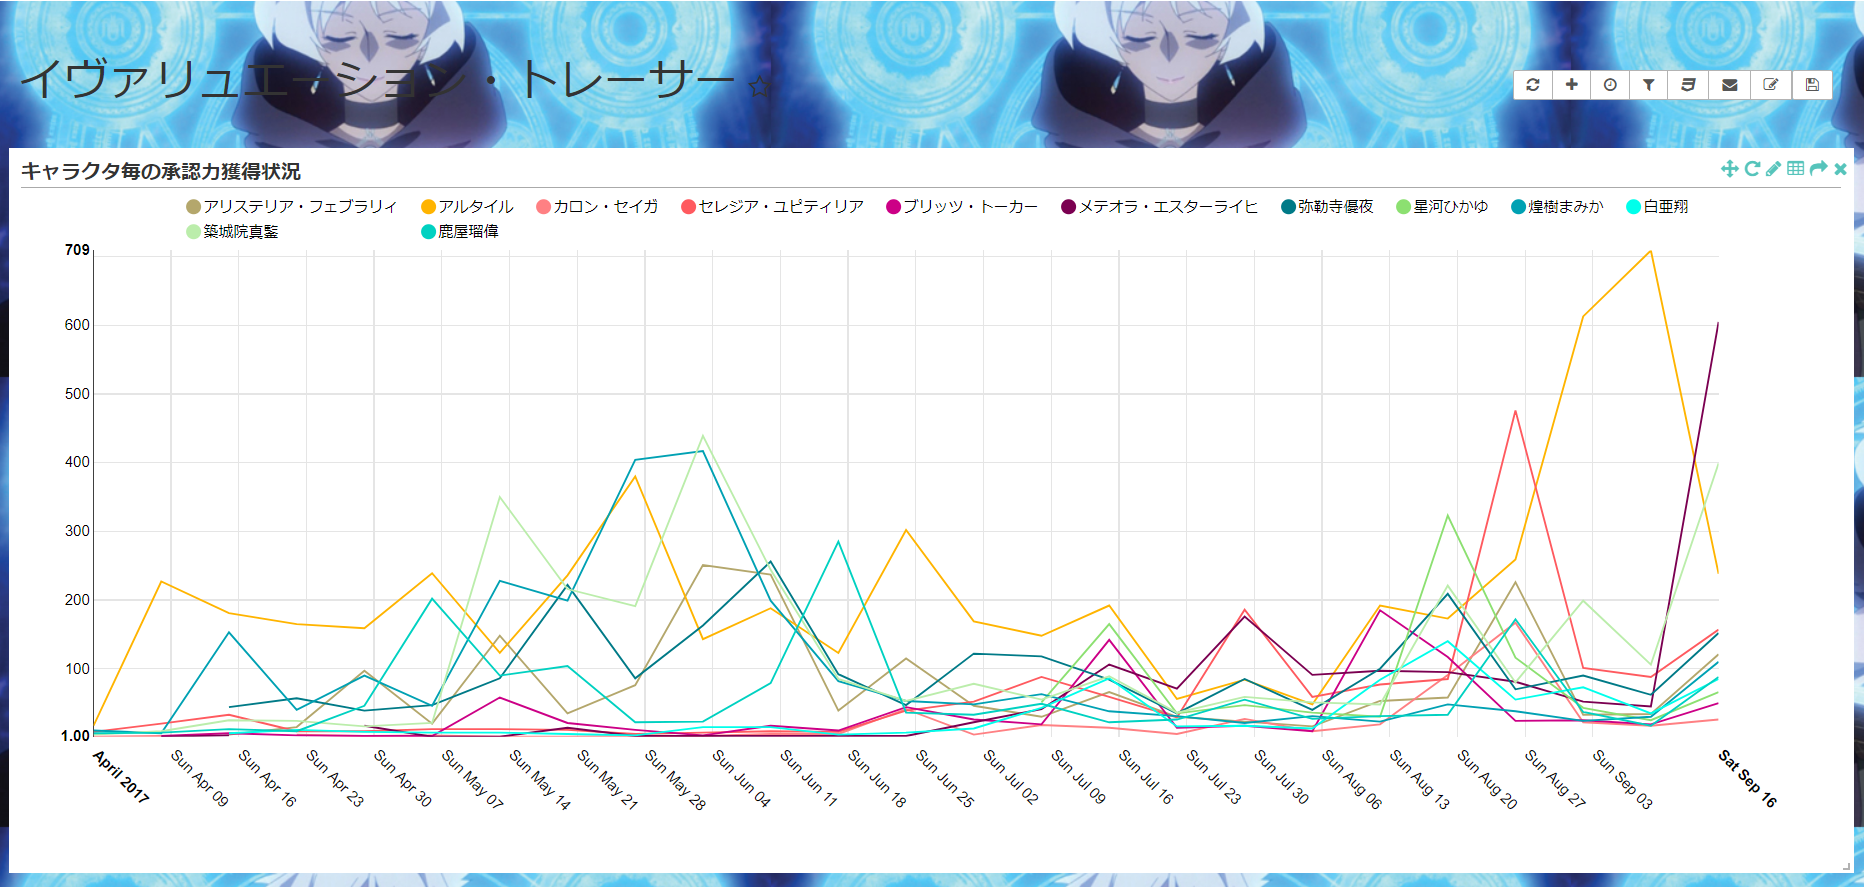 イヴァリュエーション・トレーサー
キャラクタ毎の承認力獲得状況
アリステリア・フェブラリィ アルタイル カロン・セイガ セレジア・ユピティリア ブリッツ・トーカー メテオラ・エスターライヒ 弥勒寺優夜 星河ひかゆ 煌樹まみか 白亜翔
築城院真鍳 鹿屋瑠偉
709
600
500
400
300
200
100
1.00
April 2017 Sun Apr 09 Sun Apr 16 Sun Apr 23 Sun Apr 30 Sun May 07 Sun May 14 Sun May 21 Sun May 28 Sun Jun 04 Sun Jun 11 Sun Jun 18 Sun Jun 25 Sun Jul 02 Sun Jul 09 Sun Jul 16 Sun Jul 23 Sun Jul 30 Sun Aug 06 Sun Aug 13 Sun Aug 20 Sun Aug 27 Sun Sep 03 Sat Sep 16